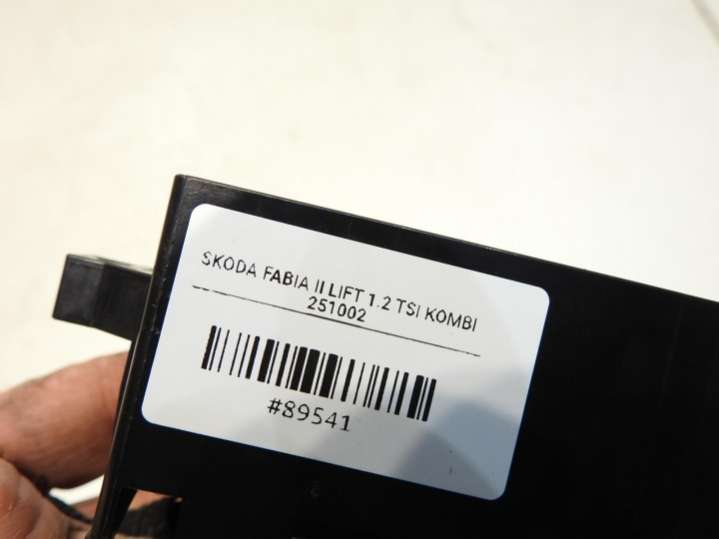 SKODA FABIA II LIFT 1.2 TSI KOMBI
251002
#89541